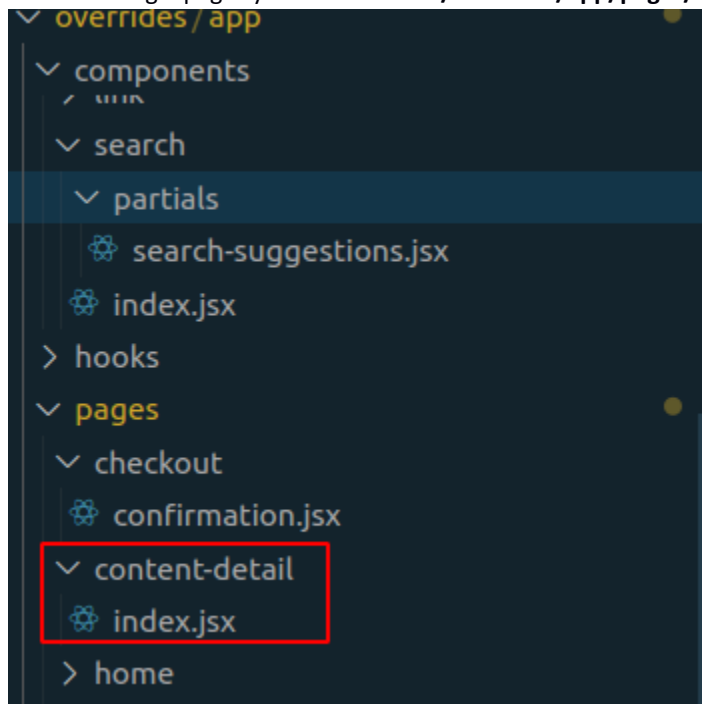 overrides / app
components
link
search
partials
search-suggestions.jsx
index.jsx
hooks
pages
checkout
confirmation.jsx
content-detail
index.jsx
home